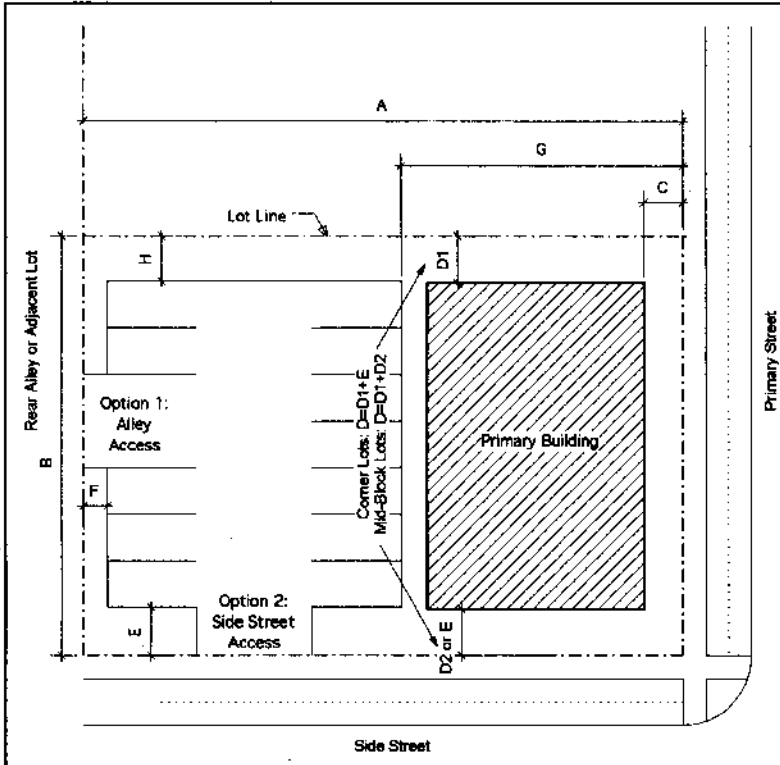 A
G
C
Lot Line
H
D1
Rear Alley or Adjacent Lot
Primary Street
Option 1:
Alley
Access
Corner Lots: D=D1+E
Mid-Block Lots: D=D1+D2
Primary Building
B
F
E
Option 2:
Side Street
Access
D2 or E
Side Street